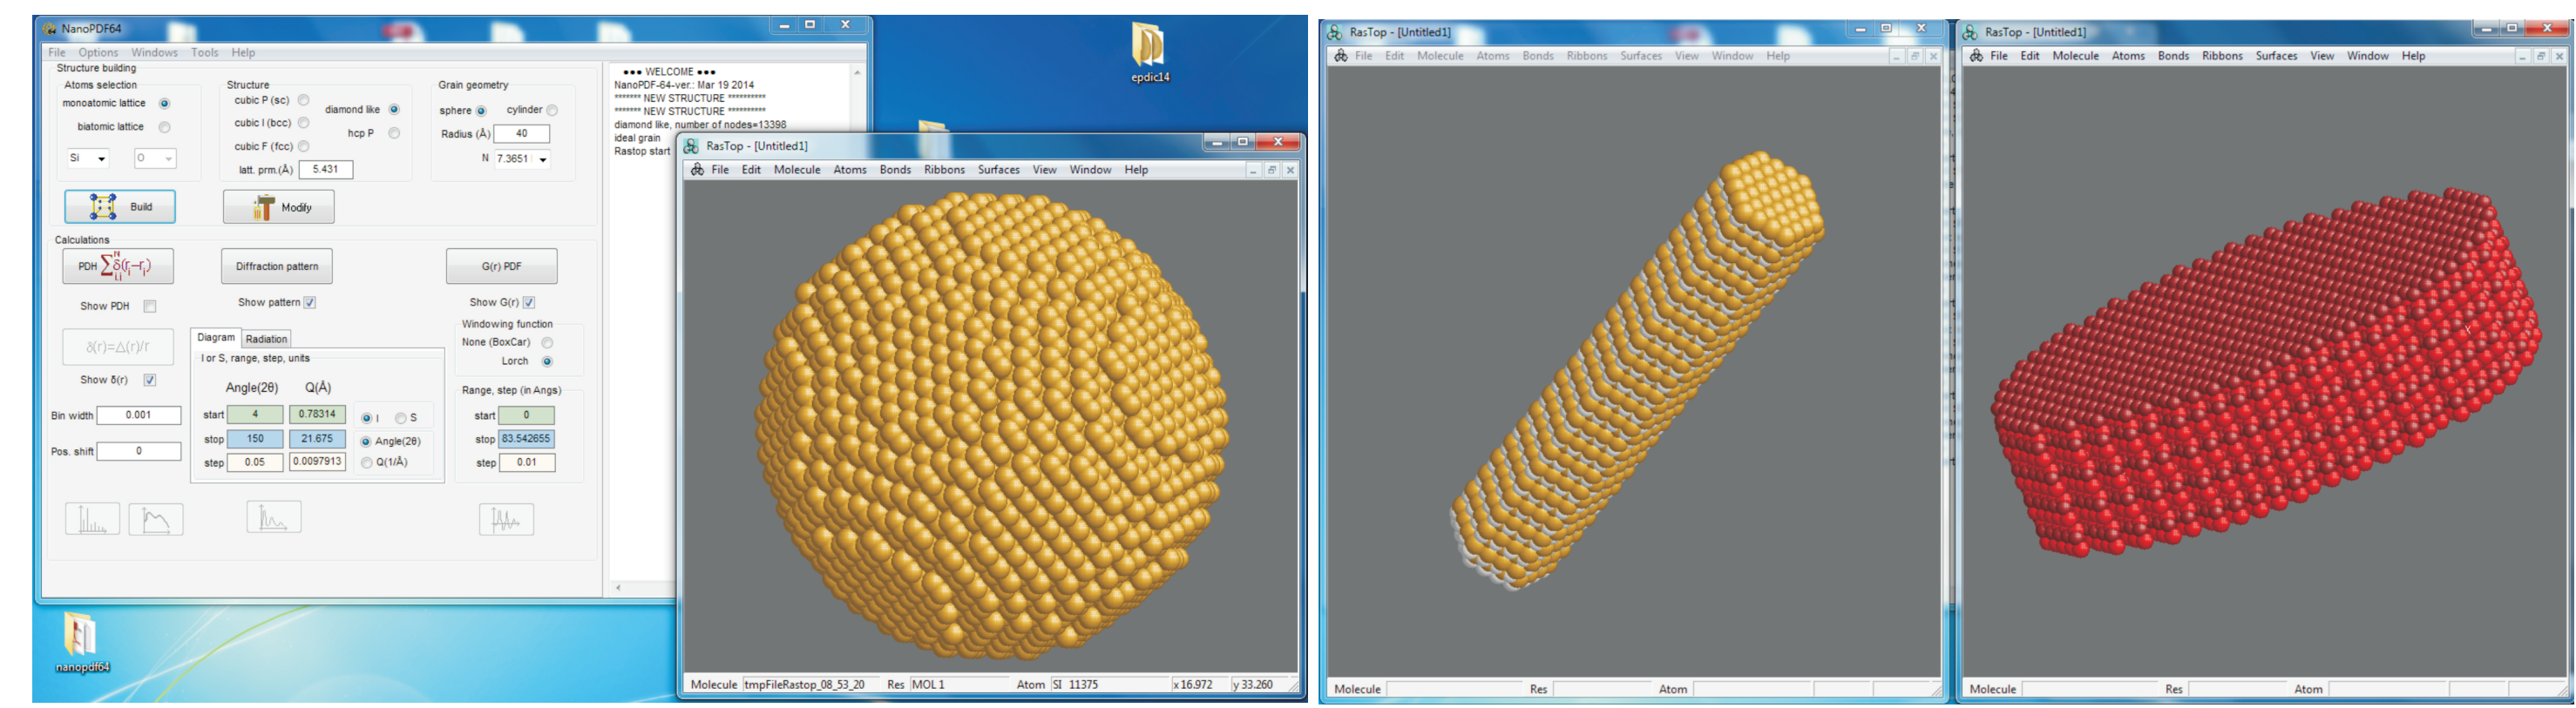 NanoPDF64
File Options Windows Tools Help
Structure building
Atoms selection
monoatomic lattice
biatomic lattice
Si O
Structure
cubic P (sc)
cubic I (bcc)
cubic F (fcc)
diamond like
hcp P
latt. prm.(Å) 5.431
Grain geometry
sphere cylinder
Radius (Å) 40
N 7.3651
Build
Modify
Calculations
PDH
Diffraction pattern
G(r) PDF
Show PDH
Show pattern
Show G(r)
δ(r)=Δ(r)/r
Show δ(r)
Bin width 0.001
Pos. shift 0
Diagram Radiation
I or S, range, step, units
Angle(2θ) Q(Å)
start 4 0.78314
stop 150 21.675
step 0.05 0.0097913
I S
Angle(2θ)
Q(1/Å)
Windowing function
None (BoxCar)
Lorch
Range, step (in Angs)
start 0
stop 83.542655
step 0.01
••• WELCOME •••
NanoPDF-64-ver.: Mar 19 2014
******* NEW STRUCTURE **********
******* NEW STRUCTURE **********
diamond like, number of nodes=13398
ideal grain
Rastop start
epdic14
nanopdf64
RasTop - [Untitled1]
File Edit Molecule Atoms Bonds Ribbons Surfaces View Window Help
Molecule tmpFileRastop_08_53_20 Res MOL1 Atom SI 11375 x 16.972 y 33.260
RasTop - [Untitled1]
File Edit Molecule Atoms Bonds Ribbons Surfaces View Window Help
Molecule Res Atom
RasTop - [Untitled1]
File Edit Molecule Atoms Bonds Ribbons Surfaces View Window Help
Molecule Res Atom